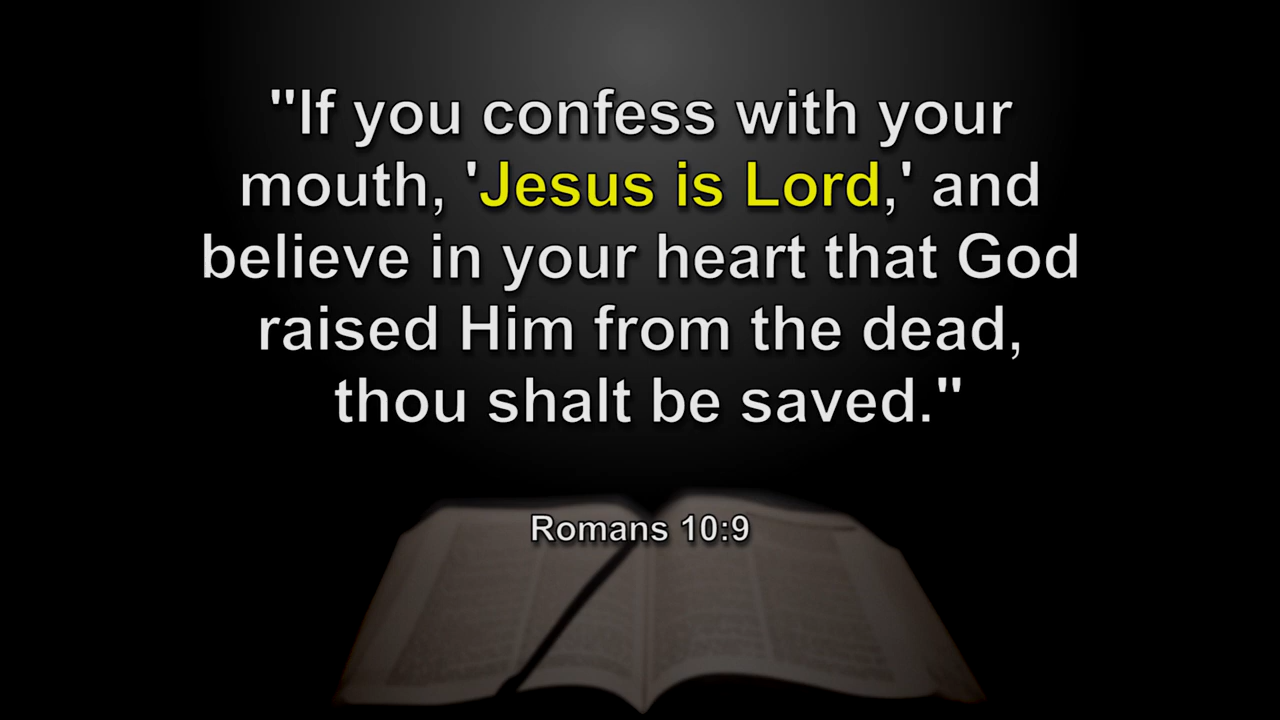 "If you confess with your
mouth, 'Jesus is Lord,' and
believe in your heart that God
raised Him from the dead,
thou shalt be saved."
Romans 10:9